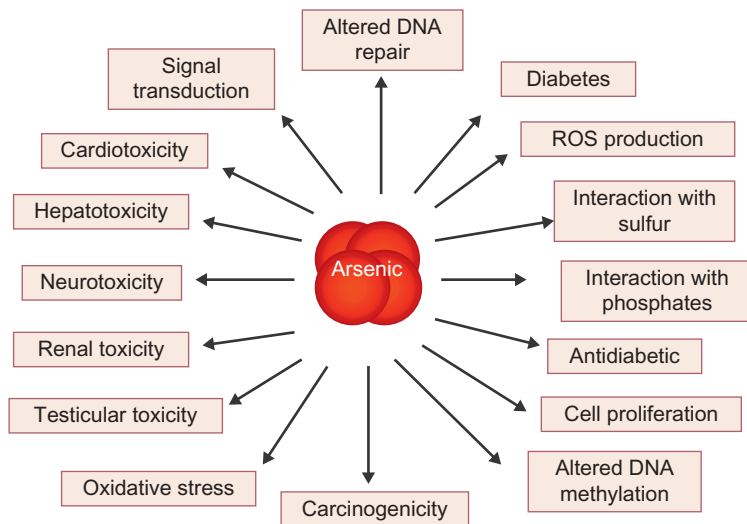 Altered DNA
repair
Signal
transduction
Diabetes
Cardiotoxicity
ROS production
Hepatotoxicity
Interaction with
sulfur
Arsenic
Neurotoxicity
Interaction with
phosphates
Renal toxicity
Antidiabetic
Testicular toxicity
Cell proliferation
Oxidative stress
Altered DNA
methylation
Carcinogenicity